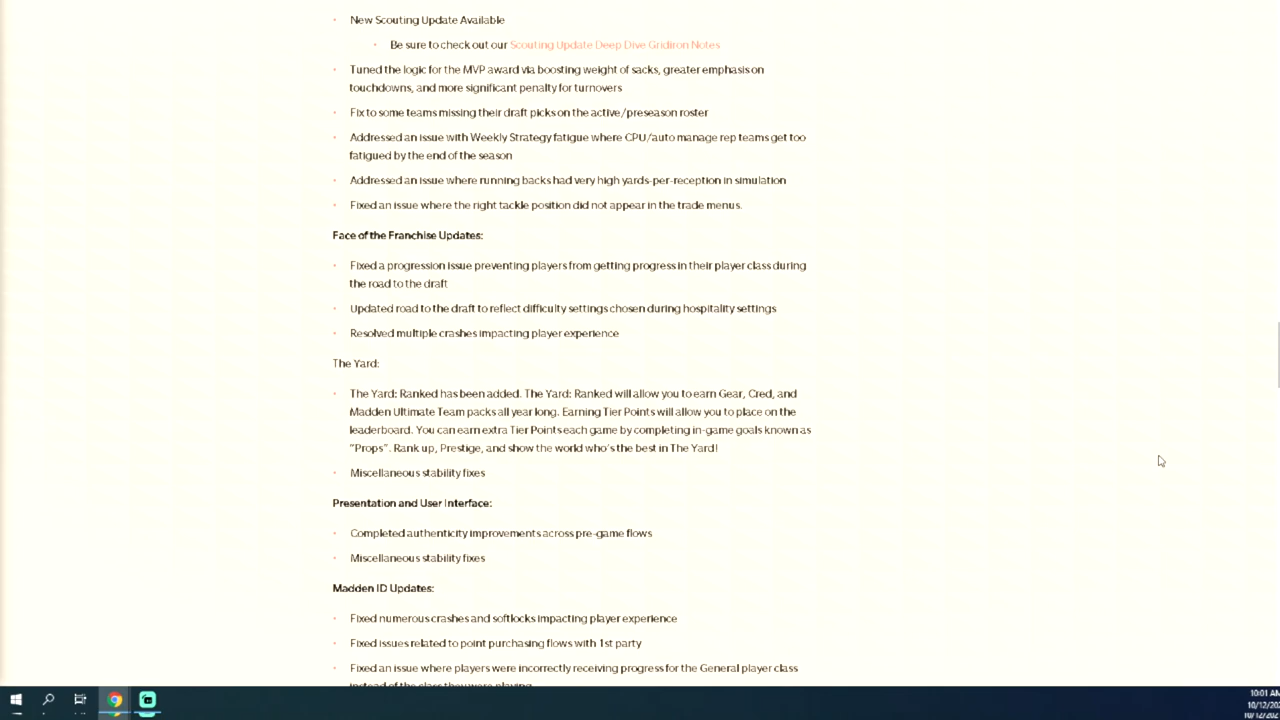 New Scouting Update Available
Be sure to check out our Scouting Update Deep Dive Gridiron Notes
Tuned the logic for the MVP award via boosting weight of sacks, greater emphasis on
touchdowns, and more significant penalty for turnovers
Fix to some teams missing their draft picks on the active/preseason roster
Addressed an issue with Weekly Strategy fatigue where CPU/auto manage rep teams get too
fatigued by the end of the season
Addressed an issue where running backs had very high yards-per-reception in simulation
Fixed an issue where the right tackle position did not appear in the trade menus.
Face of the Franchise Updates:
Fixed a progression issue preventing players from getting progress in their player class during
the road to the draft
Updated road to the draft to reflect difficulty settings chosen during hospitality settings
Resolved multiple crashes impacting player experience
The Yard:
The Yard: Ranked has been added. The Yard: Ranked will allow you to earn Gear, Cred, and
Madden Ultimate Team packs all year long. Earning Tier Points will allow you to place on the
leaderboard. You can earn extra Tier Points each game by completing in-game goals known as
"Props". Rank up, Prestige, and show the world who's the best in The Yard!
Miscellaneous stability fixes
Presentation and User Interface:
Completed authenticity improvements across pre-game flows
Miscellaneous stability fixes
Madden ID Updates:
Fixed numerous crashes and softlocks impacting player experience
Fixed issues related to point purchasing flows with 1st party
Fixed an issue where players were incorrectly receiving progress for the General player class
instead of the class they were playing
10:01 AM
10/12/202